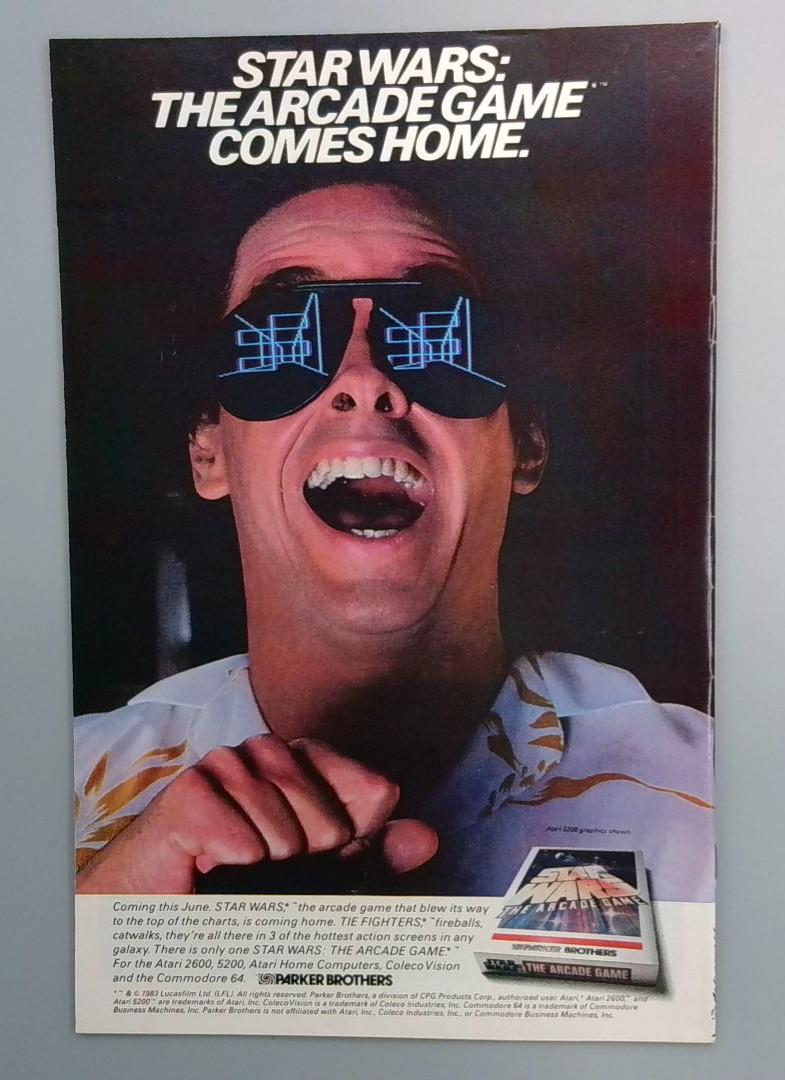 STAR WARS:
THE ARCADE GAME*™
COMES HOME.
Atari 5200 graphics shown.
STAR
WARS
THE ARCADE GAME
PARKER BROTHERS
STAR
WARS
THE ARCADE GAME
Coming this June. STAR WARS,*™ the arcade game that blew its way
to the top of the charts, is coming home. TIE FIGHTERS,*™ fireballs,
catwalks, they're all there in 3 of the hottest action screens in any
galaxy. There is only one STAR WARS: THE ARCADE GAME.*™
For the Atari 2600, 5200, Atari Home Computers, ColecoVision
and the Commodore 64. PARKER BROTHERS
*™ & © 1983 Lucasfilm Ltd. (LFL). All rights reserved. Parker Brothers, a division of CPG Products Corp., authorized user. Atari,® Atari 2600,™ and
Atari 5200™ are trademarks of Atari, Inc. ColecoVision is a trademark of Coleco Industries, Inc. Commodore 64 is a trademark of Commodore
Business Machines, Inc. Parker Brothers is not affiliated with Atari, Inc., Coleco Industries, Inc., or Commodore Business Machines, Inc.